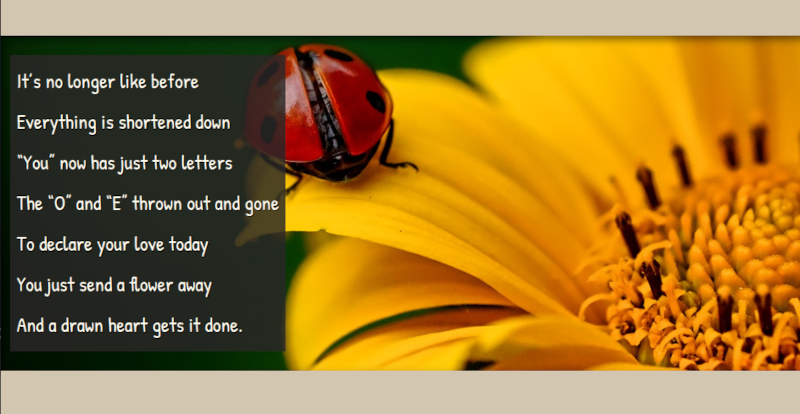 It's no longer like before
Everything is shortened down
“You” now has just two letters
The “O” and “E” thrown out and gone
To declare your love today
You just send a flower away
And a drawn heart gets it done.